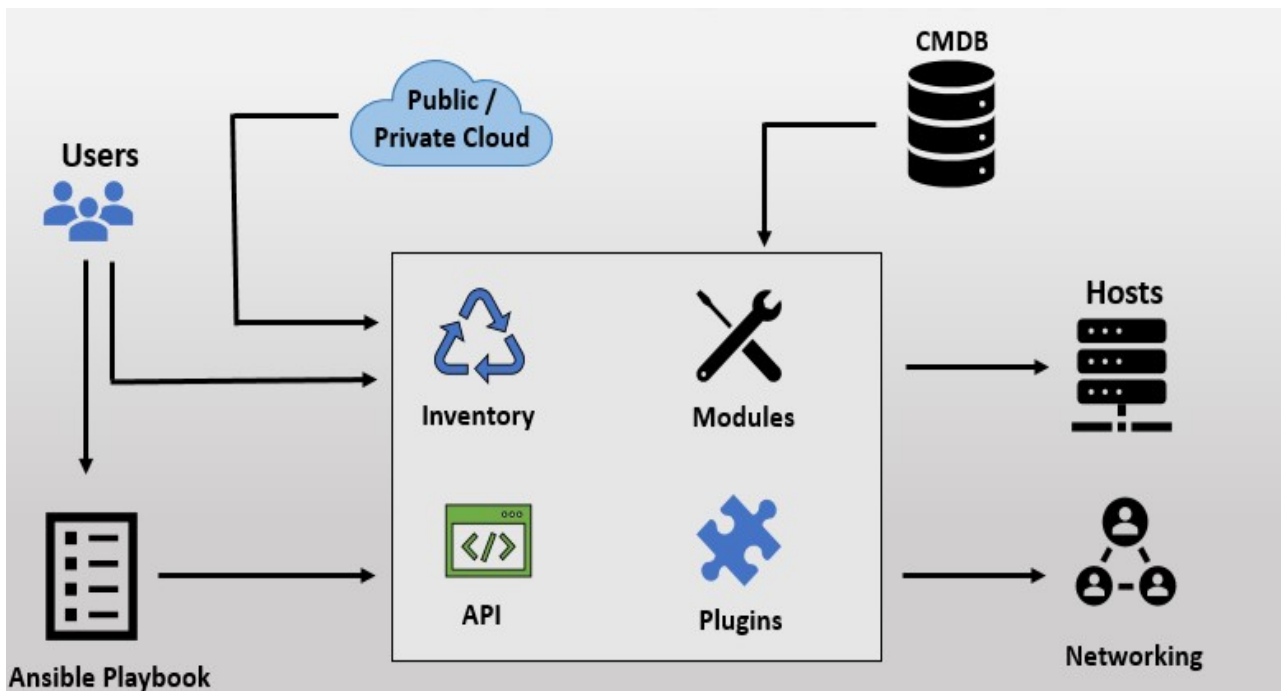 CMDB
Public /
Private Cloud
Users
Hosts
Inventory
Modules
API
Plugins
Networking
Ansible Playbook